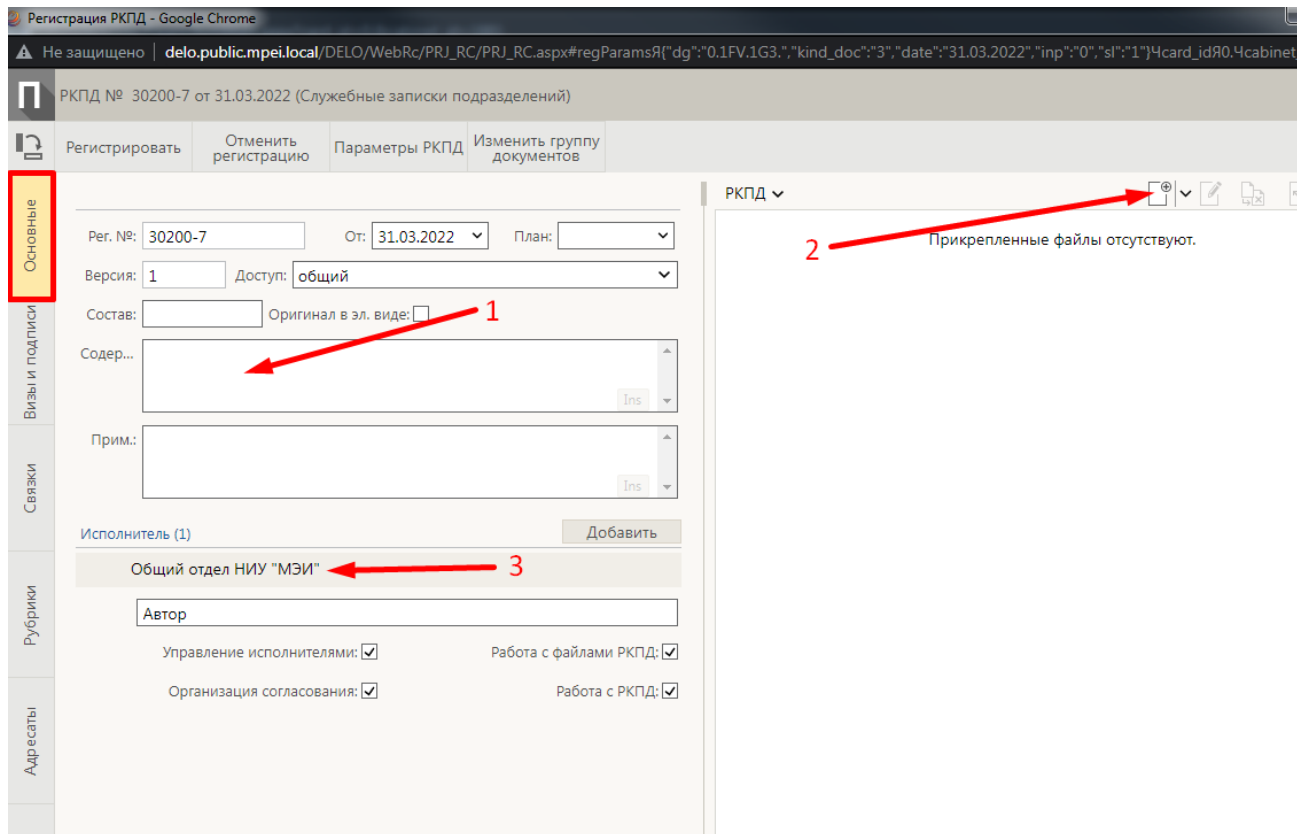 Регистрация РКПД - Google Chrome
Не защищено | delo.public.mpei.local/DELO/WebRc/PRJ_RC/PRJ_RC.aspx#regParamsЯ{"dg":"0.1FV.1G3.","kind_doc":"3","date":"31.03.2022","inp":"0","sl":"1"}Чcard_idЯ0.Чcabinet
П РКПД № 30200-7 от 31.03.2022 (Служебные записки подразделений)
Регистрировать Отменить регистрацию Параметры РКПД Изменить группу документов
Основные
Визы и подписи
Связки
Рубрики
Адресаты
РКПД
Рег. №: 30200-7 От: 31.03.2022 План:
2 Прикрепленные файлы отсутствуют.
Версия: 1 Доступ: общий
Состав: Оригинал в эл. виде: 1
Содер...
Ins
Прим.:
Ins
Исполнитель (1) Добавить
Общий отдел НИУ "МЭИ" 3
Автор
Управление исполнителями: Работа с файлами РКПД:
Организация согласования: Работа с РКПД: